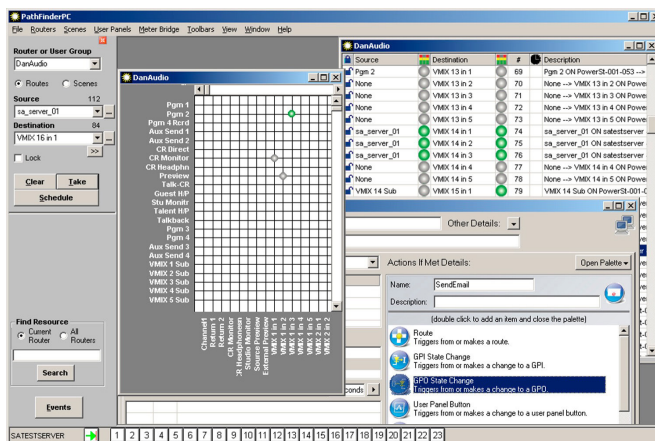 PathFinderPC
File Routers Scenes User Panels Meter Bridge Toolbars View Window Help
Router or User Group
DanAudio
Routes Scenes
Source 112
sa_server_01
Destination 84
VMIX 16 in 1
Lock >>
Clear Take
Schedule
Find Resource
Current Router All Routers
Search
Events
DanAudio
Pgm 1
Pgm 2
Pgm 4 Rcrd
Aux Send 1
Aux Send 2
CR Direct
CR Monitor
CR Headphn
Preview
Talk-CR
Guest H/P
Stu Monitr
Talent H/P
Talkback
Pgm 3
Pgm 4
Aux Send 3
Aux Send 4
VMIX 1 Sub
VMIX 2 Sub
VMIX 3 Sub
VMIX 4 Sub
VMIX 5 Sub
Channel1
Return 1
Return 2
CR Monitor
CR Headphonesn
Studio Monitor
Source Preview
External Preview
VMIX 1 in 1
VMIX 1 in 2
VMIX 1 in 3
VMIX 1 in 4
VMIX 1 in 5
VMIX 2 in 1
VMIX 2 in 2
DanAudio
Source Destination # Description
Pgm 2 VMIX 13 in 1 69 Pgm 2 ON PowerSt-001-053 -->
None VMIX 13 in 2 70 None --> VMIX 13 in 2 ON Power
None VMIX 13 in 3 71 None --> VMIX 13 in 3 ON Power
None VMIX 13 in 4 72 None --> VMIX 13 in 4 ON Power
None VMIX 13 in 5 73 None --> VMIX 13 in 5 ON Power
sa_server_01 VMIX 14 in 1 74 sa_server_01 ON satestserver
sa_server_01 VMIX 14 in 2 75 sa_server_01 ON satestserver
sa_server_01 VMIX 14 in 3 76 sa_server_01 ON satestserver
None VMIX 14 in 4 77 None --> VMIX 14 in 4 ON Power
None VMIX 14 in 5 78 None --> VMIX 14 in 5 ON Power
VMIX 14 Sub VMIX 15 in 1 79 VMIX 14 Sub ON PowerSt-001-0
Other Details:
Actions If Met Details: Open Palette
Name: SendEmail
Description:
(double click to add an item and close the palette)
Route
Triggers from or makes a route.
GPI State Change
Triggers from or makes a change to a GPI.
GPO State Change
Triggers from or makes a change to a GPO.
User Panel Button
Triggers from or makes a change to a user panel button.
conds
SATESTSERVER 1 2 3 4 5 6 7 8 9 10 11 12 13 14 15 16 17 18 19 20 21 22 23